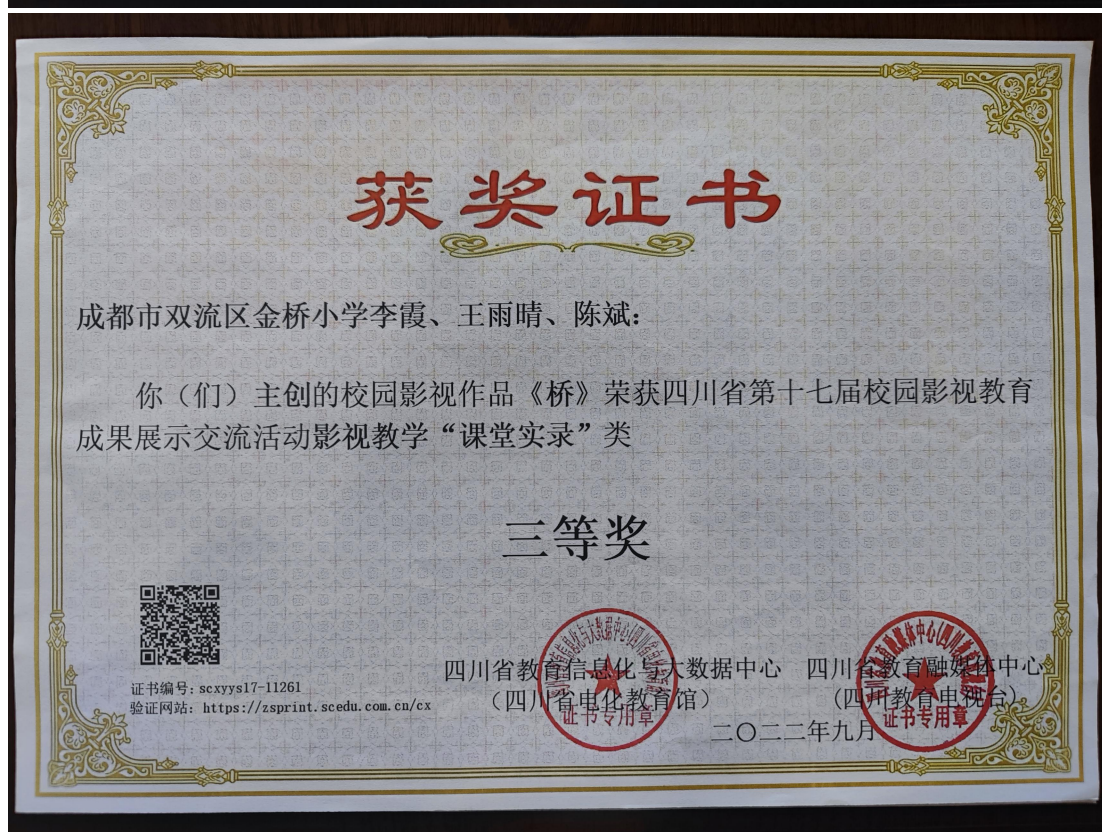 获奖证书
成都市双流区金桥小学李霞、王雨晴、陈斌:
你（们）主创的校园影视作品《桥》荣获四川省第十七届校园影视教育
成果展示交流活动影视教学“课堂实录”类
三等奖
四川省教育信息化与大数据中心 四川省教育融媒体中心
（四川省电化教育馆） （四川教育电视台）
二〇二二年九月
证书专用章
证书专用章
证书编号: scxyys17-11261
验证网站: https://zsprint.scedu.com.cn/cx